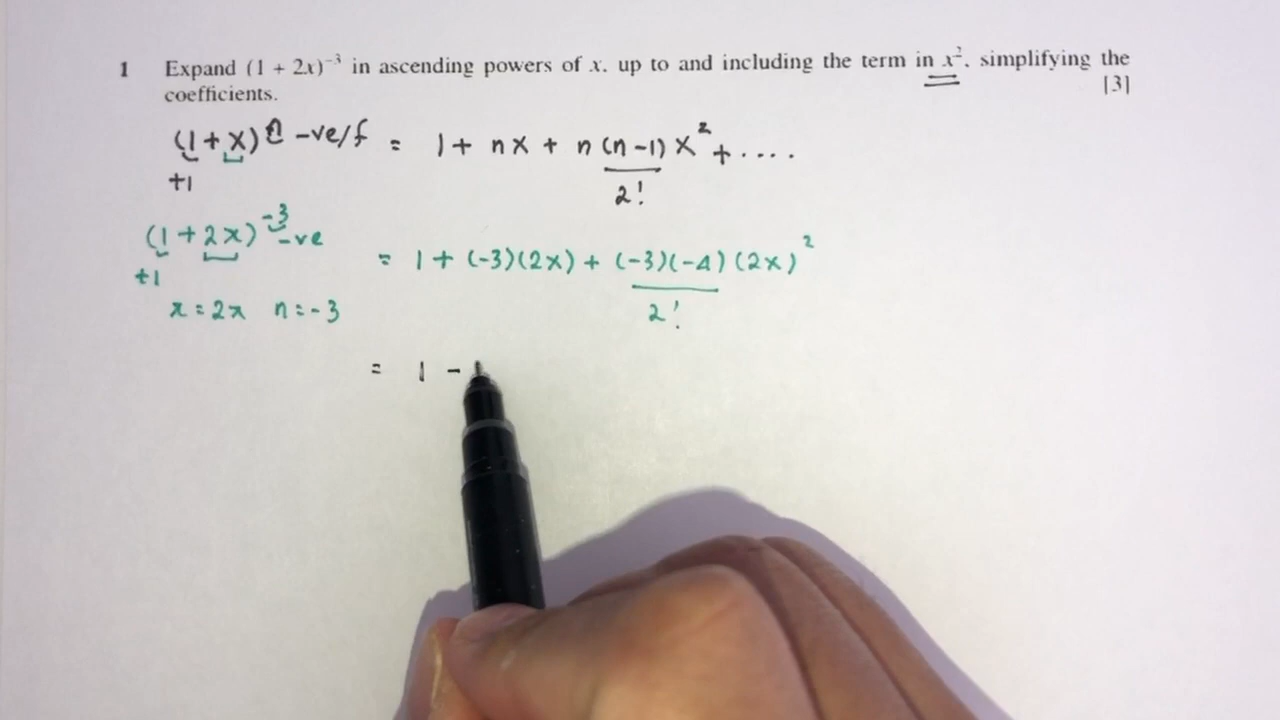 1 Expand (1 + 2x)⁻³ in ascending powers of x, up to and including the term in x², simplifying the
coefficients. [3]
(1+x)ⁿ -ve/f = 1 + nx + n(n-1)x² + ....
+1 2!
(1+2x)⁻³ -ve = 1 + (-3)(2x) + (-3)(-4)(2x)²
+1 2!
x=2x n=-3
= 1 -